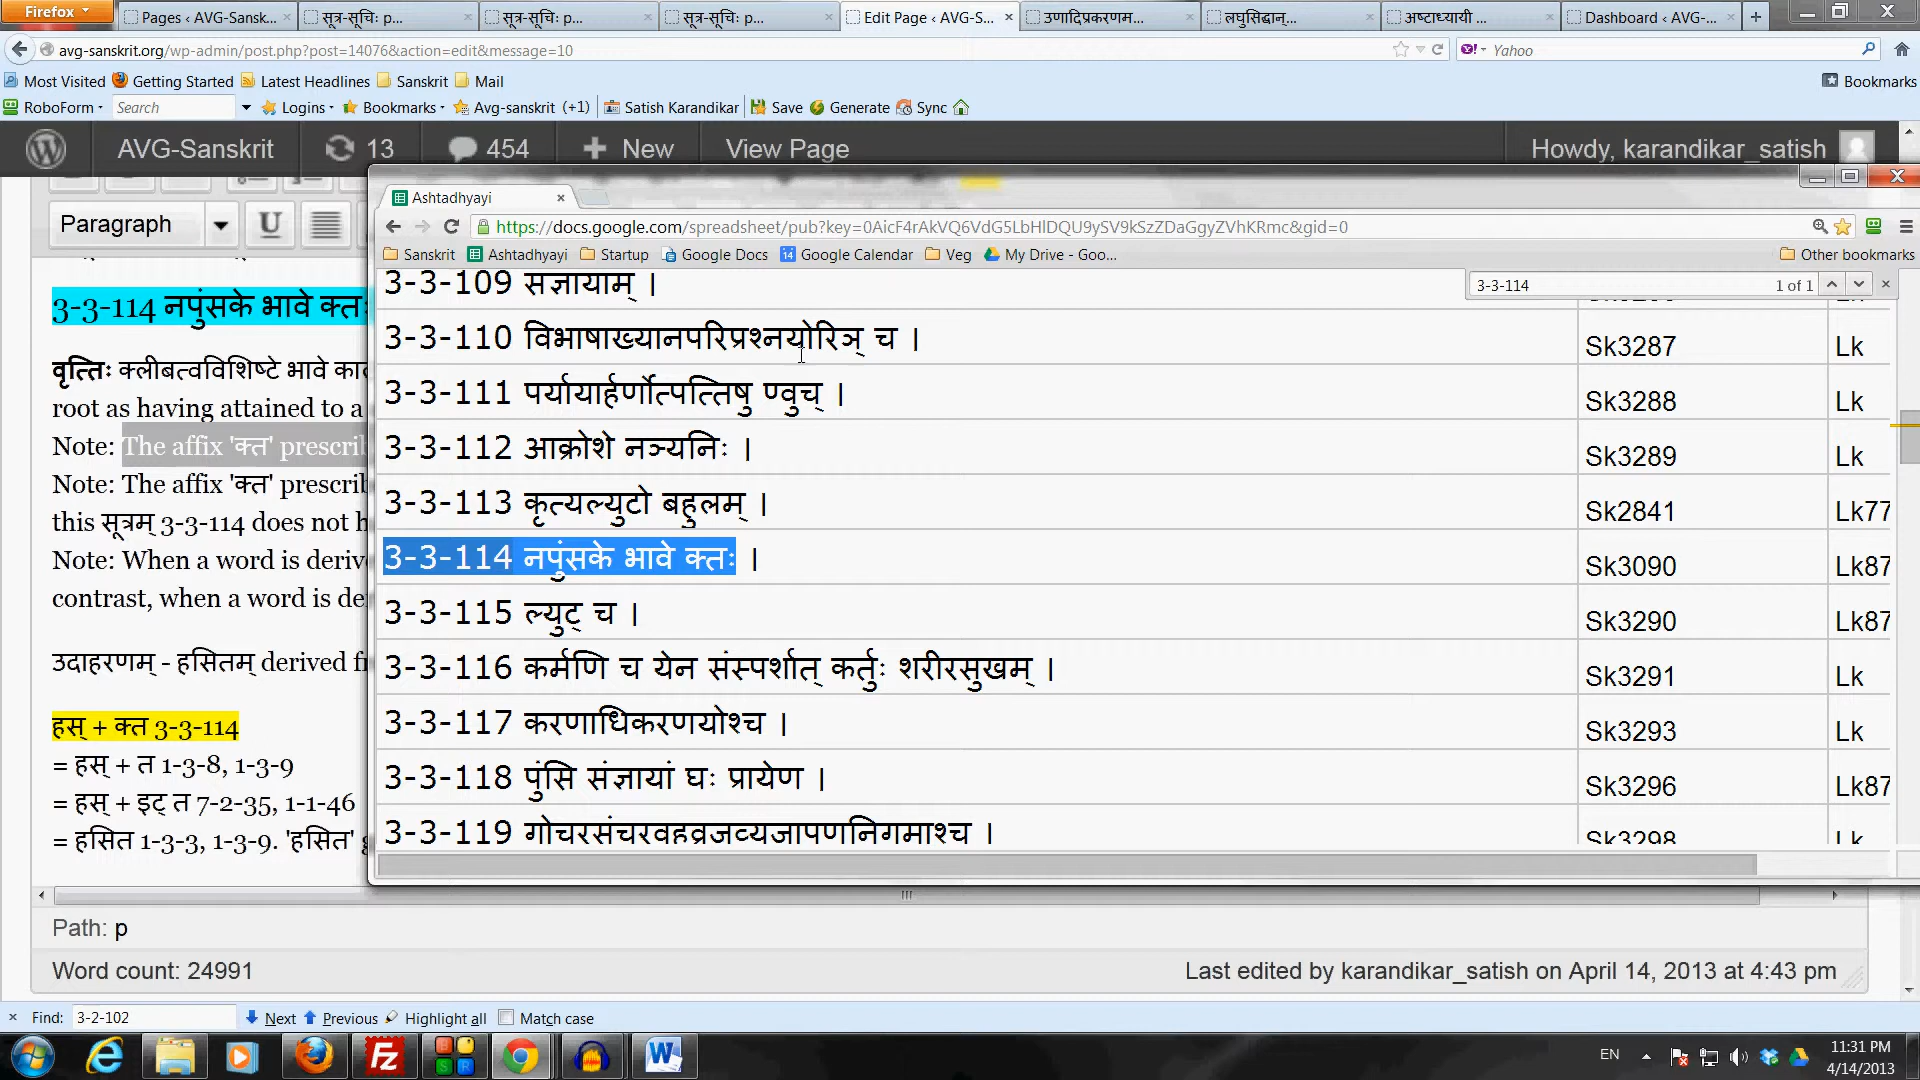 Firefox
Pages ‹ AVG-Sansk...
सूत्र-सूचिः p...
सूत्र-सूचिः p...
सूत्र-सूचिः p...
Edit Page ‹ AVG-S...
उणादिप्रकरणम...
लघुसिद्धान्...
अष्टाध्यायी ...
Dashboard ‹ AVG-...
avg-sanskrit.org/wp-admin/post.php?post=14076&action=edit&message=10
Yahoo
Most Visited Getting Started Latest Headlines Sanskrit Mail Bookmarks
RoboForm Search Logins Bookmarks Avg-sanskrit (+1) Satish Karandikar Save Generate Sync
AVG-Sanskrit 13 454 New View Page Howdy, karandikar_satish
Paragraph U
3-3-114 नपुंसके भावे क्तः
वृत्तिः क्लीबत्वविशिष्टे भावे
root as having attained to a
Note: The affix 'क्त' prescrib
Note: The affix 'क्त' prescrib
this सूत्रम् 3-3-114 does not h
Note: When a word is deriv
contrast, when a word is de
उदाहरणम् - हसितम् derived f
हस् + क्त 3-3-114
= हस् + त 1-3-8, 1-3-9
= हस् + इट् त 7-2-35, 1-1-46
= हसित 1-3-3, 1-3-9. 'हसित'
Ashtadhyayi
https://docs.google.com/spreadsheet/pub?key=0AicF4rAkVQ6VdG5LbHlDQU9ySV9kSzZDaGgyZVhKRmc&gid=0
Sanskrit Ashtadhyayi Startup Google Docs Google Calendar Veg My Drive - Goo... Other bookmarks
3-3-114 1 of 1
3-3-109 सज्ञायाम् ।
3-3-110 विभाषाख्यानपरिप्रश्नयोरिञ् च । Sk3287 Lk
3-3-111 पर्यायार्हर्णोत्पत्तिषु ण्वुच् । Sk3288 Lk
3-3-112 आक्रोशे नञ्यनिः । Sk3289 Lk
3-3-113 कृत्यल्युटो बहुलम् । Sk2841 Lk77
3-3-114 नपुंसके भावे क्तः । Sk3090 Lk87
3-3-115 ल्युट् च । Sk3290 Lk87
3-3-116 कर्मणि च येन संस्पर्शात् कर्तुः शरीरसुखम् । Sk3291 Lk
3-3-117 करणाधिकरणयोश्च । Sk3293 Lk
3-3-118 पुंसि संज्ञायां घः प्रायेण । Sk3296 Lk87
3-3-119 गोचरसंचरवहव्रजव्यजापणनिगमाश्च । Sk3298 Lk
Path: p
Word count: 24991 Last edited by karandikar_satish on April 14, 2013 at 4:43 pm
Find: 3-2-102 Next Previous Highlight all Match case
EN
11:31 PM
4/14/2013